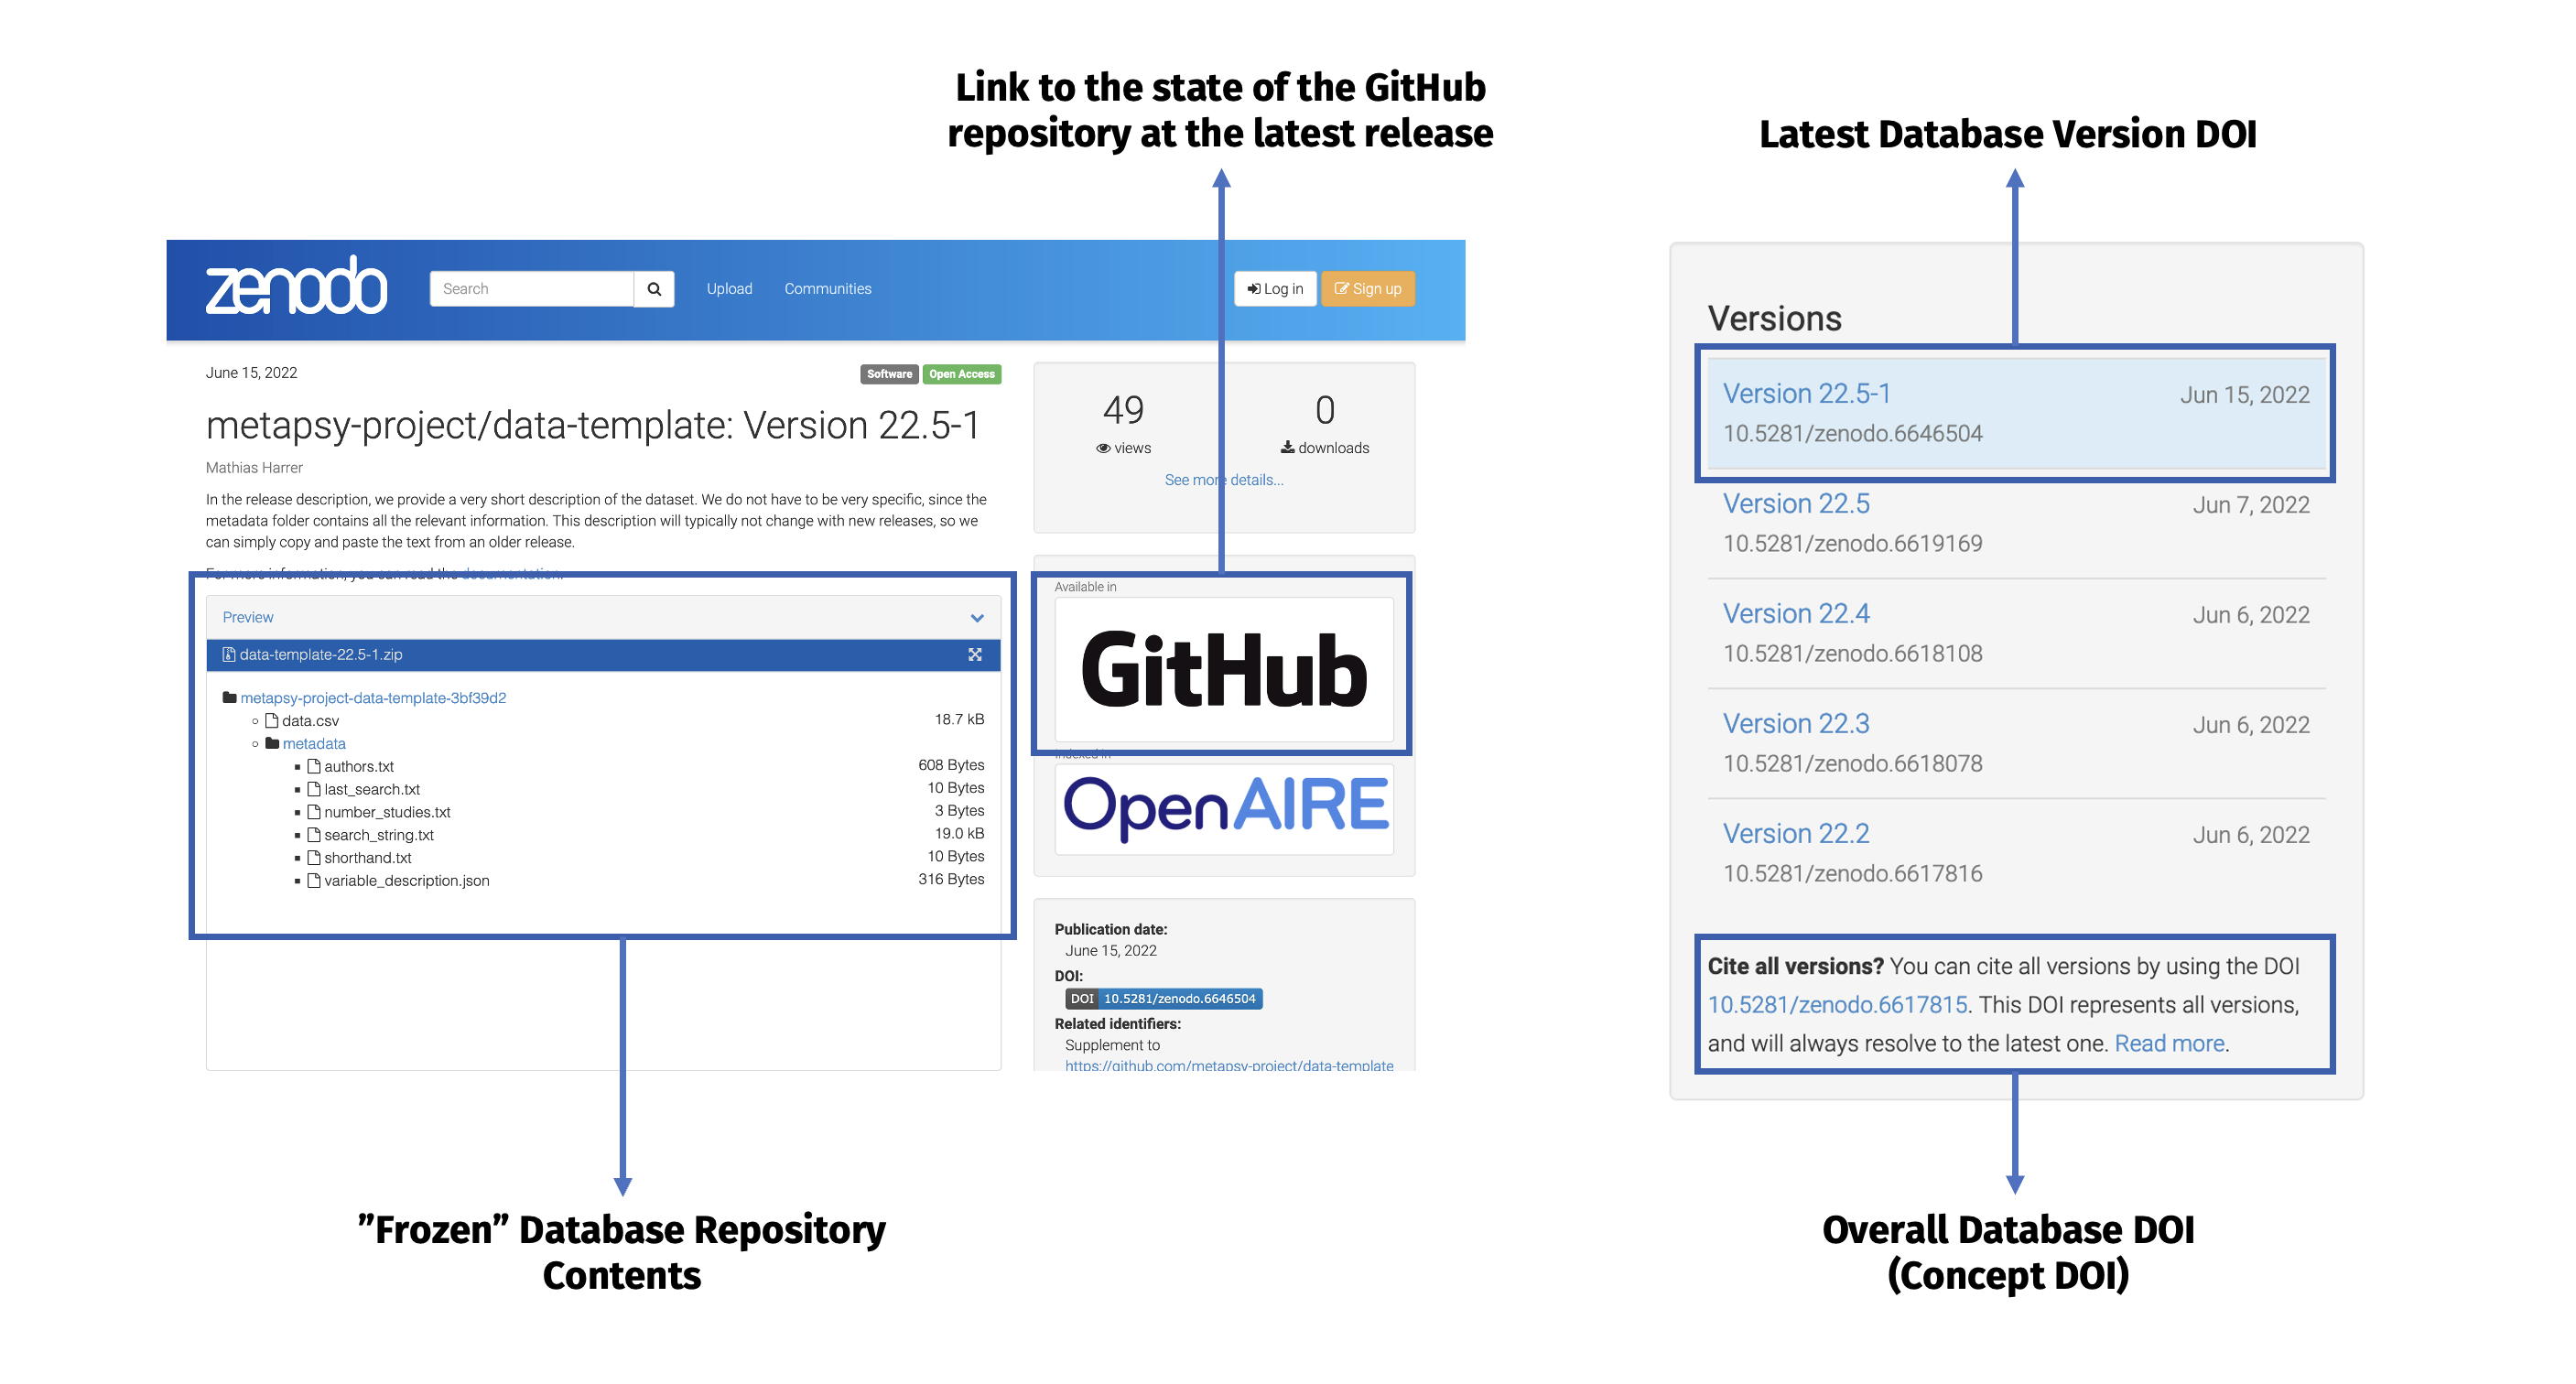 Link to the state of the GitHub
repository at the latest release
Latest Database Version DOI
zenodo
Search
Upload
Communities
Log in
Sign up
June 15, 2022
Software
Open Access
metapsy-project/data-template: Version 22.5-1
Mathias Harrer
In the release description, we provide a very short description of the dataset. We do not have to be very specific, since the
metadata folder contains all the relevant information. This description will typically not change with new releases, so we
can simply copy and paste the text from an older release.
For more information, you can read the documentation.
Preview
data-template-22.5-1.zip
metapsy-project-data-template-3bf39d2
data.csv 18.7 kB
metadata
authors.txt 608 Bytes
last_search.txt 10 Bytes
number_studies.txt 3 Bytes
search_string.txt 19.0 kB
shorthand.txt 10 Bytes
variable_description.json 316 Bytes
49 0
views downloads
See more details...
Available in
GitHub
Indexed in
OpenAIRE
Publication date:
June 15, 2022
DOI:
DOI 10.5281/zenodo.6646504
Related identifiers:
Supplement to
https://github.com/metapsy-project/data-template
Versions
Version 22.5-1 Jun 15, 2022
10.5281/zenodo.6646504
Version 22.5 Jun 7, 2022
10.5281/zenodo.6619169
Version 22.4 Jun 6, 2022
10.5281/zenodo.6618108
Version 22.3 Jun 6, 2022
10.5281/zenodo.6618078
Version 22.2 Jun 6, 2022
10.5281/zenodo.6617816
Cite all versions? You can cite all versions by using the DOI
10.5281/zenodo.6617815. This DOI represents all versions,
and will always resolve to the latest one. Read more.
”Frozen” Database Repository
Contents
Overall Database DOI
(Concept DOI)